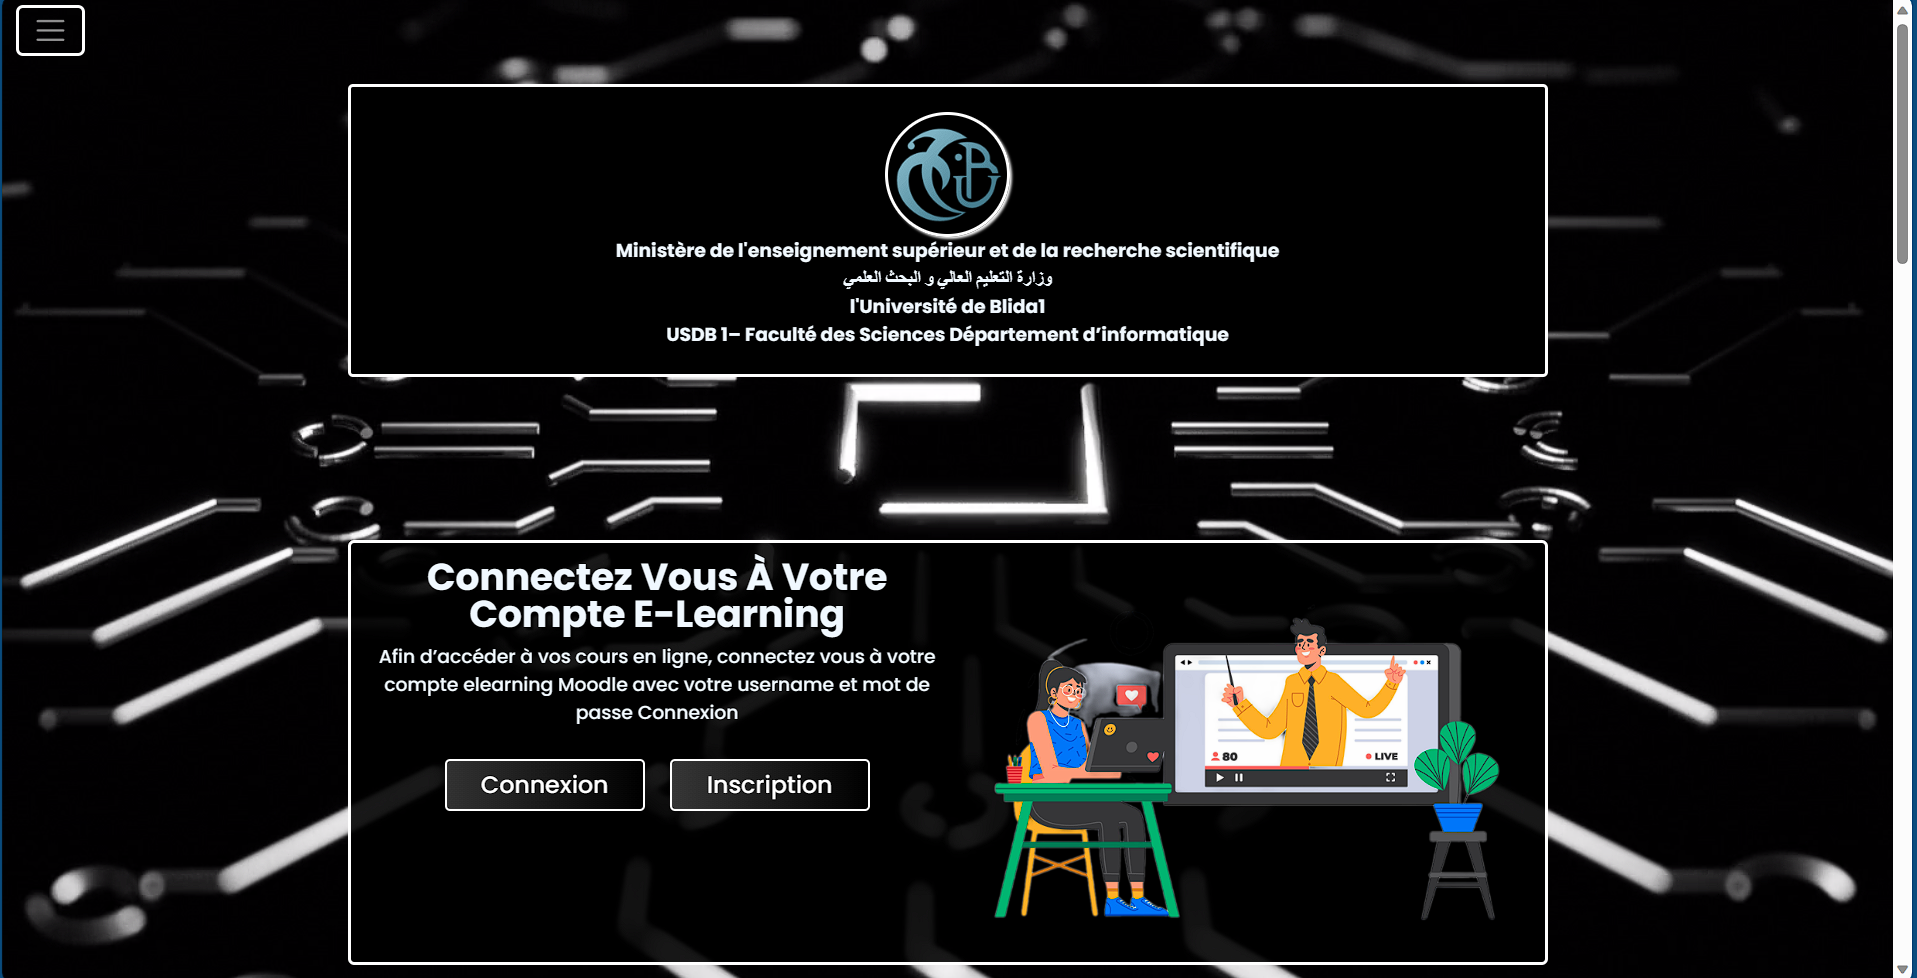 Ministère de l'enseignement supérieur et de la recherche scientifique
وزارة التعليم العالي و البحث العلمي
l'Université de Blida1
USDB 1– Faculté des Sciences Département d’informatique
Connectez Vous À Votre
Compte E-Learning
Afin d’accéder à vos cours en ligne, connectez vous à votre
compte elearning Moodle avec votre username et mot de
passe Connexion
Connexion
Inscription
80
LIVE